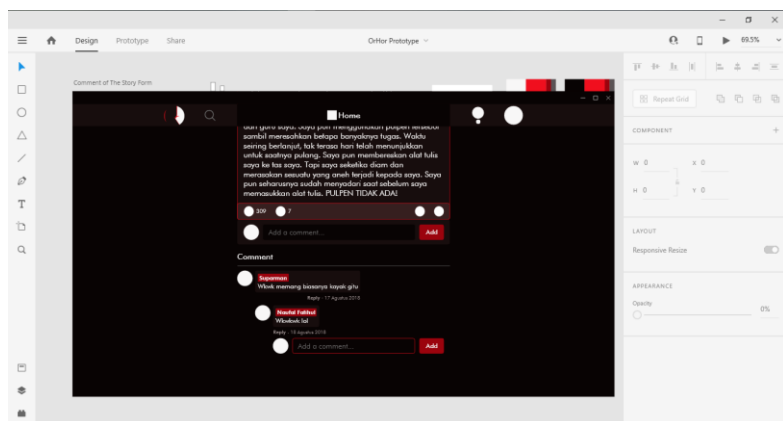 Design Prototype Share
OrHor Prototype
69.5%
Comment of The Story Form
Home
dan guru saya. Saya pun menggunakan pulpen tersebut
sambil meresahkan betapa banyaknya tugas. Waktu
seiring berlanjut, tak terasa hari telah menunjukkan
untuk saatnya pulang. Saya pun membereskan alat tulis
saya ke tas saya. Tapi saya seketika diam dan
merasakan sesuatu yang aneh terjadi kepada saya. Saya
pun seharusnya sudah menyadari saat sebelum saya
memasukkan alat tulis. PULPEN TIDAK ADA!
309 7
Add a comment... Add
Comment
Suparman
Wkwk memang biasanya kayak gitu
Reply - 17 Agustus 2018
Naufal Fatihul
Wkwkwk lal
Reply - 18 Agustus 2018
Add a comment... Add
Repeat Grid
COMPONENT
W 0 X 0
H 0 Y 0
LAYOUT
Responsive Resize
APPEARANCE
Opacity
0%